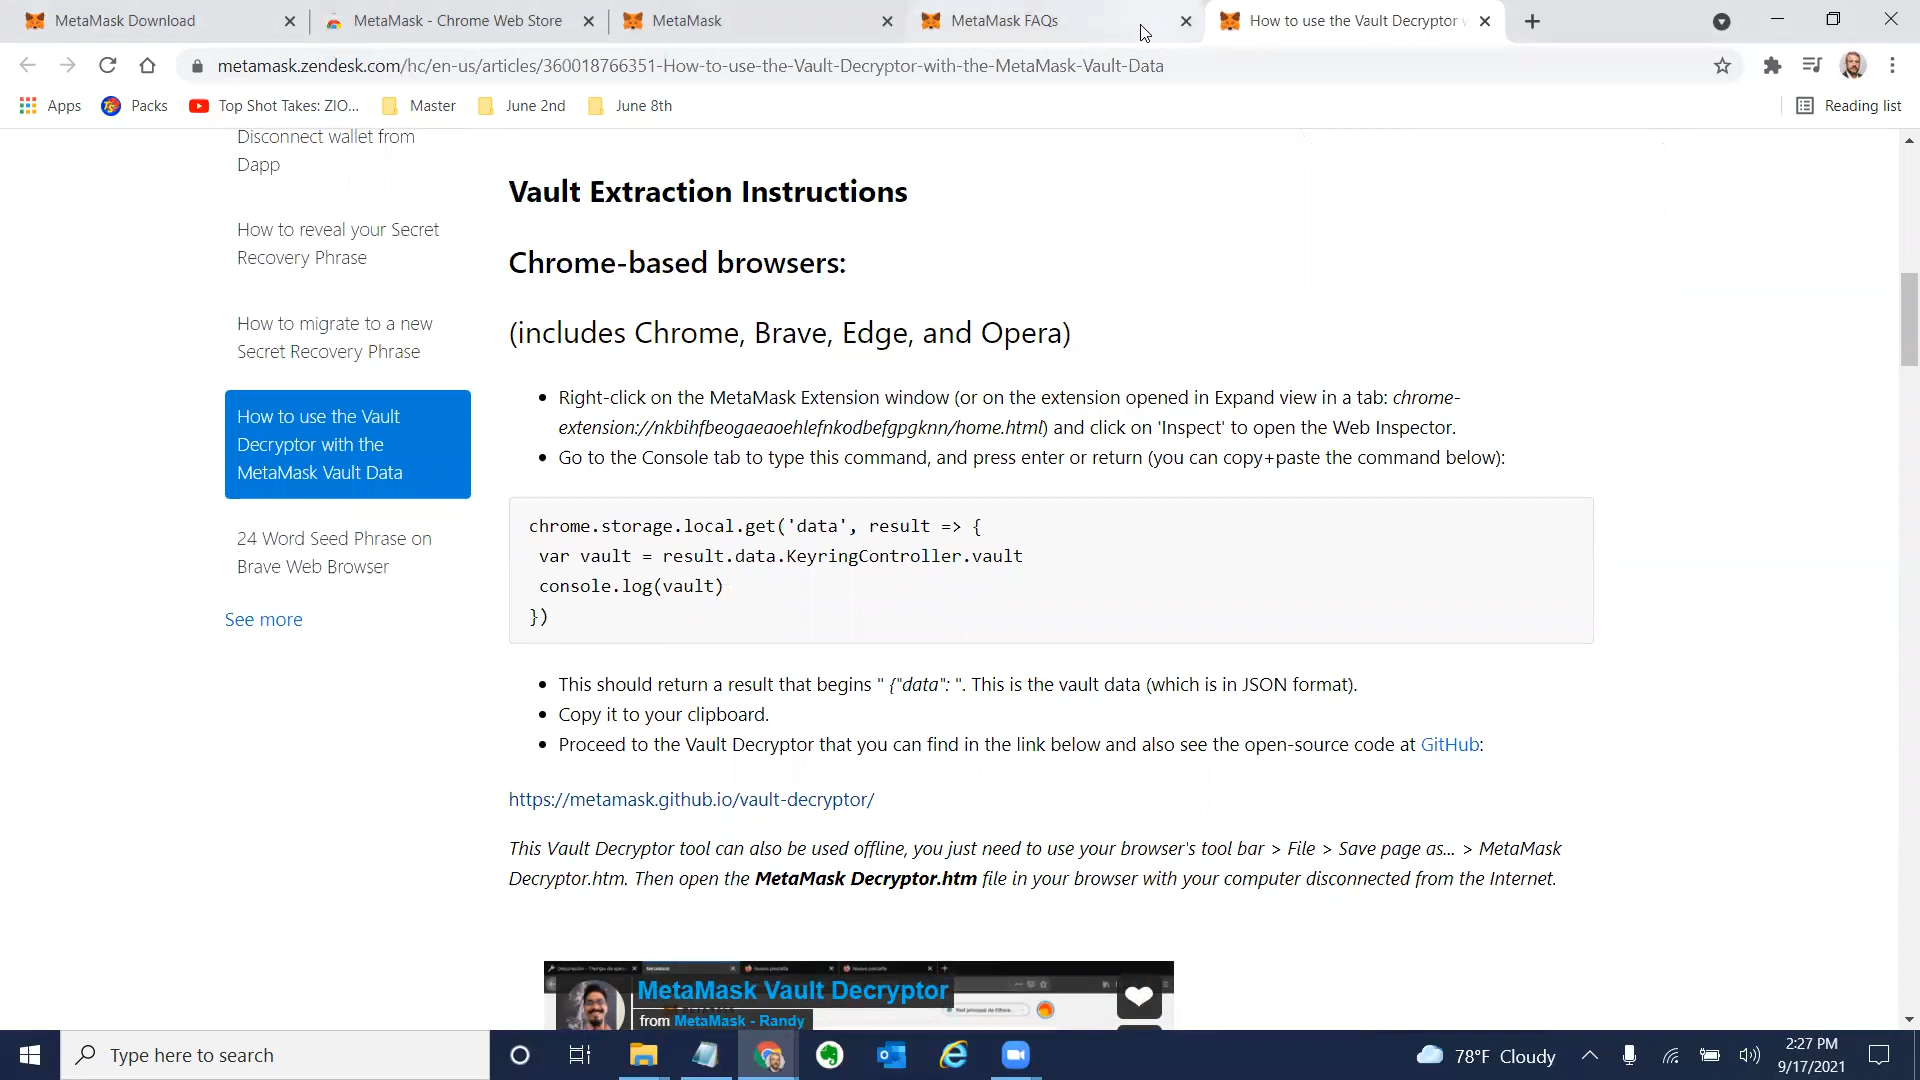 MetaMask Download
MetaMask - Chrome Web Store
MetaMask
MetaMask FAQs
How to use the Vault Decryptor
metamask.zendesk.com/hc/en-us/articles/360018766351-How-to-use-the-Vault-Decryptor-with-the-MetaMask-Vault-Data
Apps
Packs
Top Shot Takes: ZIO...
Master
June 2nd
June 8th
Reading list
Disconnect wallet from
Dapp
How to reveal your Secret
Recovery Phrase
How to migrate to a new
Secret Recovery Phrase
How to use the Vault
Decryptor with the
MetaMask Vault Data
24 Word Seed Phrase on
Brave Web Browser
See more
Vault Extraction Instructions
Chrome-based browsers:
(includes Chrome, Brave, Edge, and Opera)
• Right-click on the MetaMask Extension window (or on the extension opened in Expand view in a tab: chrome-
extension://nkbihfbeogaeaoehlefnkodbefgpgknn/home.html) and click on 'Inspect' to open the Web Inspector.
• Go to the Console tab to type this command, and press enter or return (you can copy+paste the command below):
chrome.storage.local.get('data', result => {
var vault = result.data.KeyringController.vault
console.log(vault)
})
• This should return a result that begins " {"data": ". This is the vault data (which is in JSON format).
• Copy it to your clipboard.
• Proceed to the Vault Decryptor that you can find in the link below and also see the open-source code at GitHub:
https://metamask.github.io/vault-decryptor/
This Vault Decryptor tool can also be used offline, you just need to use your browser's tool bar > File > Save page as... > MetaMask
Decryptor.htm. Then open the MetaMask Decryptor.htm file in your browser with your computer disconnected from the Internet.
MetaMask Vault Decryptor
from MetaMask - Randy
Type here to search
78°F Cloudy
2:27 PM
9/17/2021